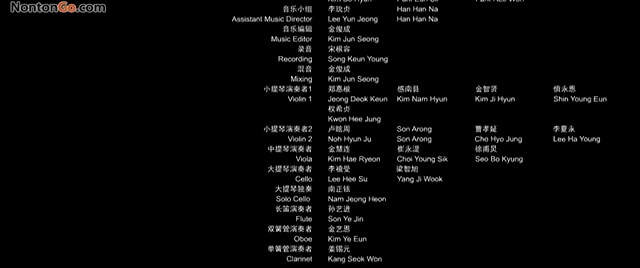 NontonGo.com
音乐小组 李玟贞 Han Han Na
Assistant Music Director Lee Yun Jeong Han Han Na
音乐编辑 金俊成
Music Editor Kim Jun Seong
录音 宋根容
Recording Song Keun Young
混音 金俊成
Mixing Kim Jun Seong
小提琴演奏者1 郑惠根 感南县 金智贤 慎永恩
Violin 1 Jeong Deok Keun Kim Nam Hyun Kim Ji Hyun Shin Young Eun
权希贞
Kwon Hee Jung
小提琴演奏者2 卢眩周 Son Arong 曹孝娗 李夏永
Violin 2 Noh Hyun Ju Son Arong Cho Hyo Jung Lee Ha Young
中提琴演奏者 金慧连 崔永湜 徐甫炅
Viola Kim Hae Ryeon Choi Young Sik Seo Bo Kyung
大提琴演奏者 李禧受 梁智旭
Cello Lee Hee Su Yang Ji Wook
大提琴独奏 南正铉
Solo Cello Nam Jeong Heon
长笛演奏者 孙艺进
Flute Son Ye Jin
双簧管演奏者 金艺恩
Oboe Kim Ye Eun
单簧管演奏者 姜锡元
Clarinet Kang Seok Won